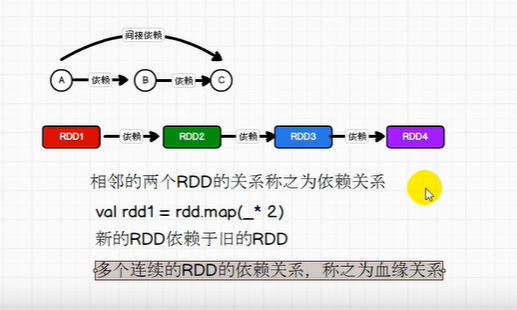 间接依赖
A 依赖 B 依赖 C
RDD1 依赖 RDD2 依赖 RDD3 依赖 RDD4
相邻的两个RDD的关系称之为依赖关系
val rdd1 = rdd.map(_* 2)
新的RDD依赖于旧的RDD
多个连续的RDD的依赖关系，称之为血缘关系